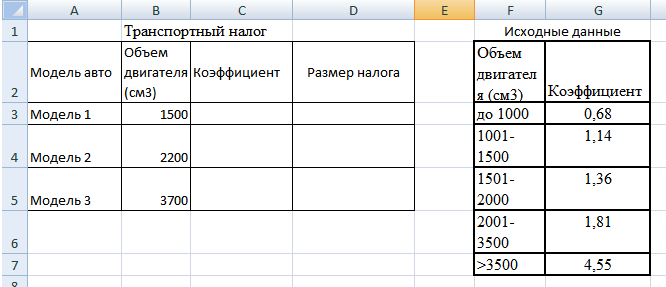 A B C D E F G
1 Транспортный налог Исходные данные
2 Модель авто Объем двигателя (см3) Коэффициент Размер налога Объем двигател я (см3) Коэффициент
3 Модель 1 1500 до 1000 0,68
4 Модель 2 2200 1001-1500 1,14
5 Модель 3 3700 1501-2000 1,36
6 2001-3500 1,81
7 >3500 4,55
8